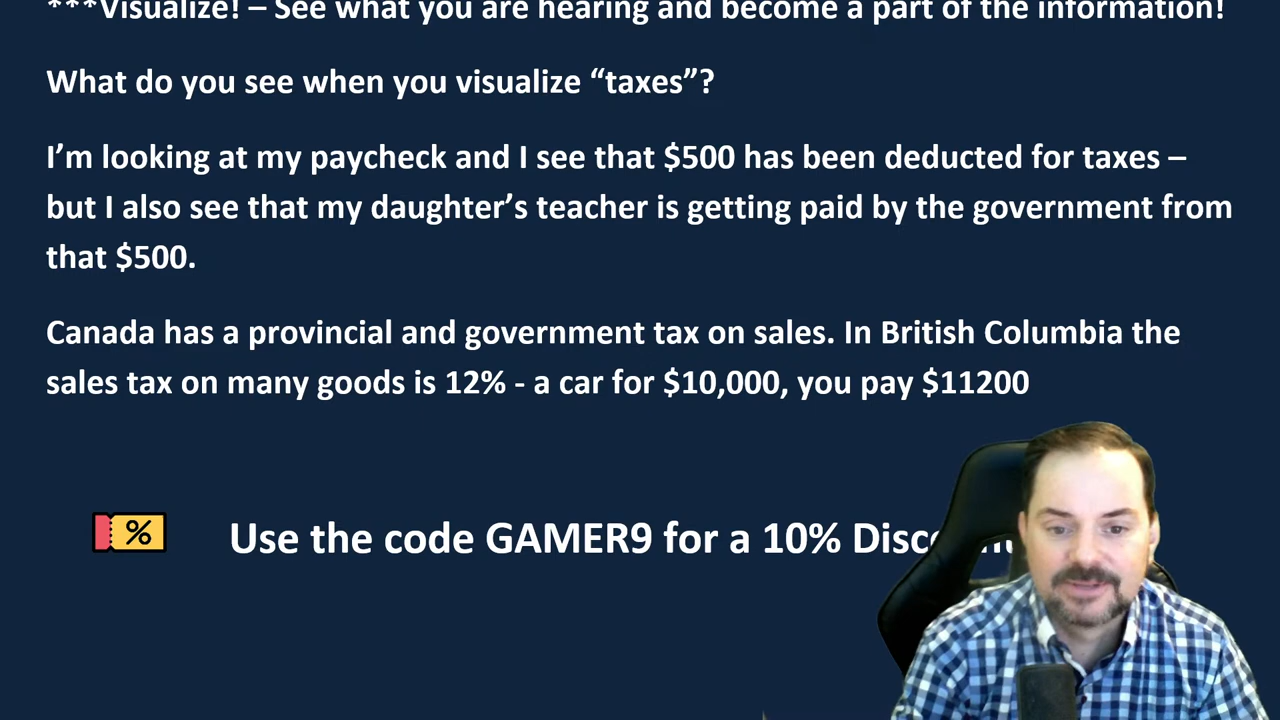 ***Visualize! – See what you are hearing and become a part of the information!
What do you see when you visualize “taxes”?
I’m looking at my paycheck and I see that $500 has been deducted for taxes –
but I also see that my daughter’s teacher is getting paid by the government from
that $500.
Canada has a provincial and government tax on sales. In British Columbia the
sales tax on many goods is 12% - a car for $10,000, you pay $11200
%
Use the code GAMER9 for a 10%